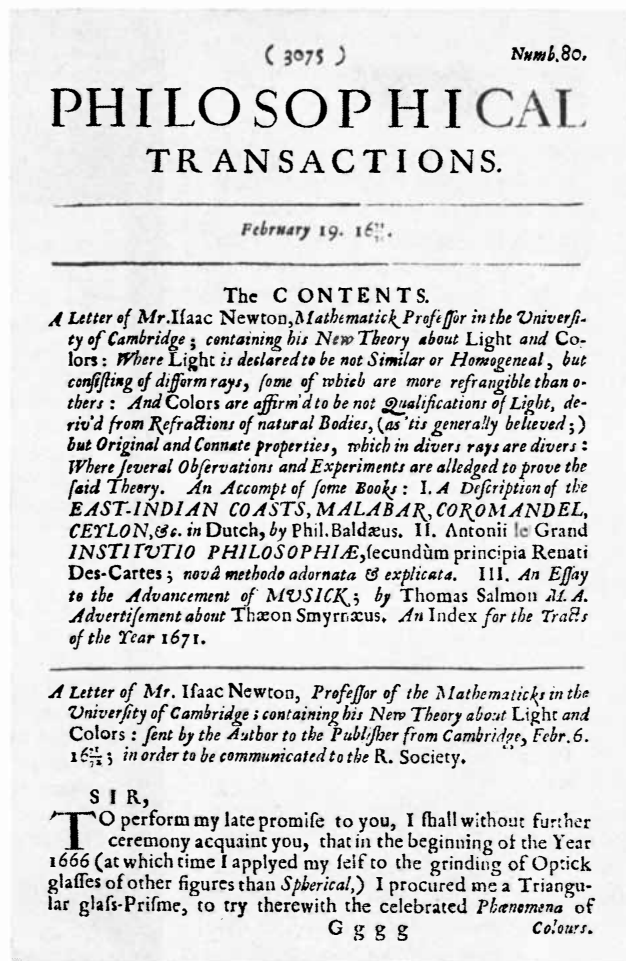 ( 3075 ) Numb.80.
PHILOSOPHICAL
TRANSACTIONS.
February 19. 16 71/72.
The CONTENTS.
A Letter of Mr. Iſaac Newton, Mathematick Profeſſor in the Univerſi-
ty of Cambridge ; containing his New Theory about Light and Co-
lors : Where Light is declared to be not Similar or Homogeneal, but
conſiſting of difform rays, ſome of which are more refrangible than o-
thers : And Colors are affirm'd to be not Qualifications of Light, de-
riv'd from Refractions of natural Bodies, (as 'tis generally believed ;)
but Original and Connate properties, which in divers rays are divers :
Where ſeveral Obſervations and Experiments are alledged to prove the
ſaid Theory. An Accompt of ſome Books : I. A Deſcription of the
EAST-INDIAN COASTS, MALABAR, COROMANDEL,
CEYLON, &c. in Dutch, by Phil. Baldæus. II. Antonii le Grand
INSTITVTIO PHILOSOPHIÆ, ſecundùm principia Renati
Des-Cartes ; novâ methodo adornata & explicata. III. An Eſſay
to the Advancement of MVSICK ; by Thomas Salmon M. A.
Advertiſement about Thæon Smyrnæus. An Index for the Tracts
of the Year 1671.
A Letter of Mr. Iſaac Newton, Profeſſor of the Mathematicks in the
Univerſity of Cambridge ; containing his New Theory about Light and
Colors : ſent by the Author to the Publiſher from Cambridge, Febr. 6.
16 71/72 ; in order to be communicated to the R. Society.
SIR,
TO perform my late promiſe to you, I ſhall without further
ceremony acquaint you, that in the beginning of the Year
1666 (at which time I applyed my ſelf to the grinding of Optick
glaſſes of other figures than Spherical,) I procured me a Triangu-
lar glaſs-Priſme, to try therewith the celebrated Phænomena of
Gggg Colours.